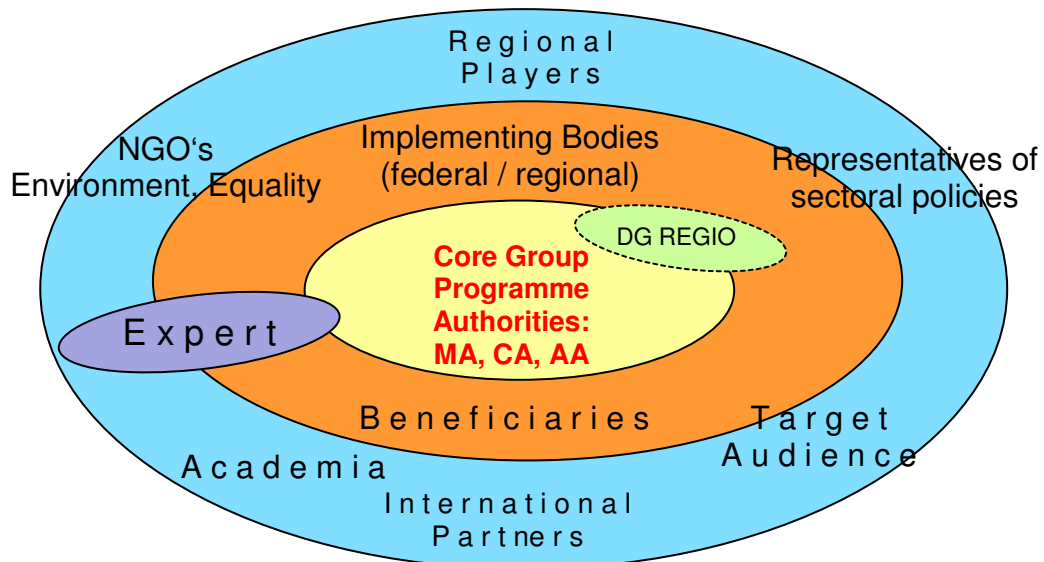 Regional
Players
Implementing Bodies
(federal / regional)
NGO‘s
Environment. Equality
Representatives of
sectoral policies
DG REGIO
Core Group
Programme
Authorities:
MA, CA, AA
Expert
Beneficiaries
Target
Audience
Academia
International
Partners